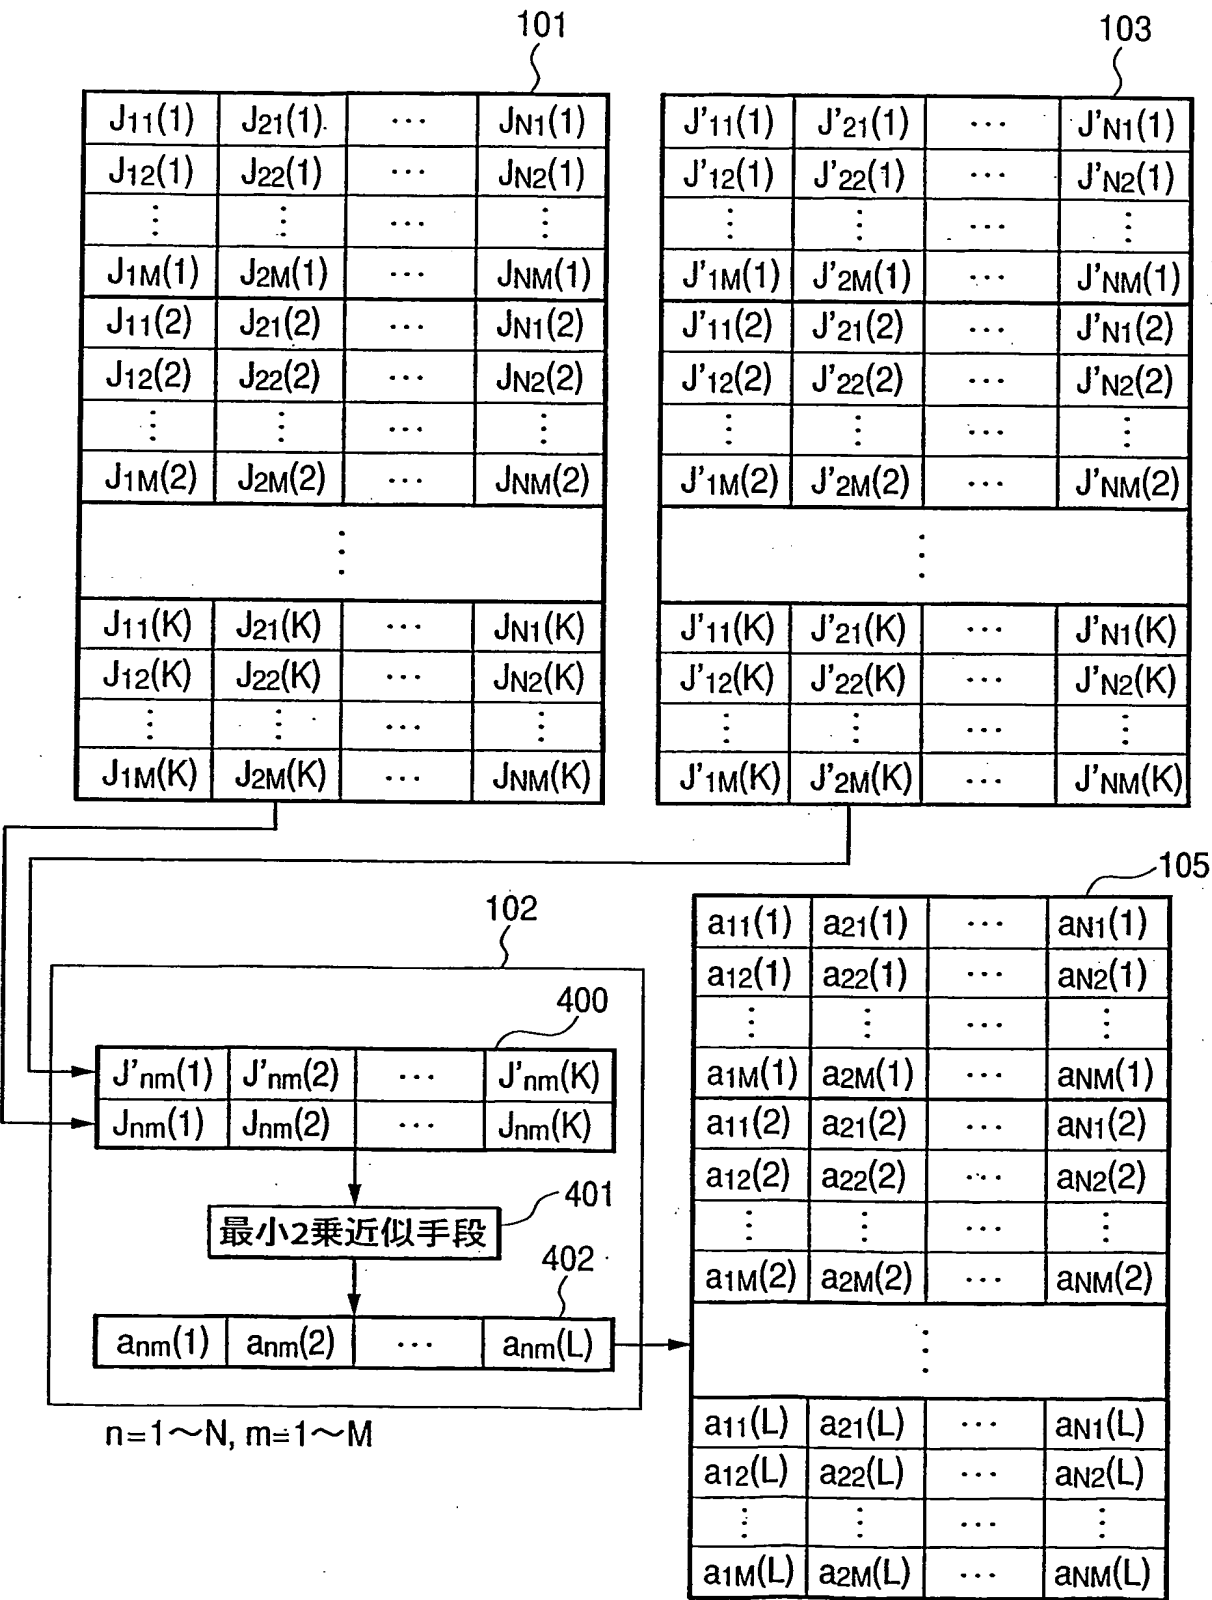 101
J11(1) J21(1) ... JN1(1)
J12(1) J22(1) ... JN2(1)
⋮ ⋮ ... ⋮
J1M(1) J2M(1) ... JNM(1)
J11(2) J21(2) ... JN1(2)
J12(2) J22(2) ... JN2(2)
⋮ ⋮ ... ⋮
J1M(2) J2M(2) ... JNM(2)
⋮
J11(K) J21(K) ... JN1(K)
J12(K) J22(K) ... JN2(K)
⋮ ⋮ ... ⋮
J1M(K) J2M(K) ... JNM(K)
103
J'11(1) J'21(1) ... J'N1(1)
J'12(1) J'22(1) ... J'N2(1)
⋮ ⋮ ... ⋮
J'1M(1) J'2M(1) ... J'NM(1)
J'11(2) J'21(2) ... J'N1(2)
J'12(2) J'22(2) ... J'N2(2)
⋮ ⋮ ... ⋮
J'1M(2) J'2M(2) ... J'NM(2)
⋮
J'11(K) J'21(K) ... J'N1(K)
J'12(K) J'22(K) ... J'N2(K)
⋮ ⋮ ... ⋮
J'1M(K) J'2M(K) ... J'NM(K)
102
400
J'nm(1) J'nm(2) ... J'nm(K)
Jnm(1) Jnm(2) ... Jnm(K)
401
最小2乗近似手段
402
anm(1) anm(2) ... anm(L)
n=1〜N, m=1〜M
105
a11(1) a21(1) ... aN1(1)
a12(1) a22(1) ... aN2(1)
⋮ ⋮ ... ⋮
a1M(1) a2M(1) ... aNM(1)
a11(2) a21(2) ... aN1(2)
a12(2) a22(2) ... aN2(2)
⋮ ⋮ ... ⋮
a1M(2) a2M(2) ... aNM(2)
⋮
a11(L) a21(L) ... aN1(L)
a12(L) a22(L) ... aN2(L)
⋮ ⋮ ... ⋮
a1M(L) a2M(L) ... aNM(L)